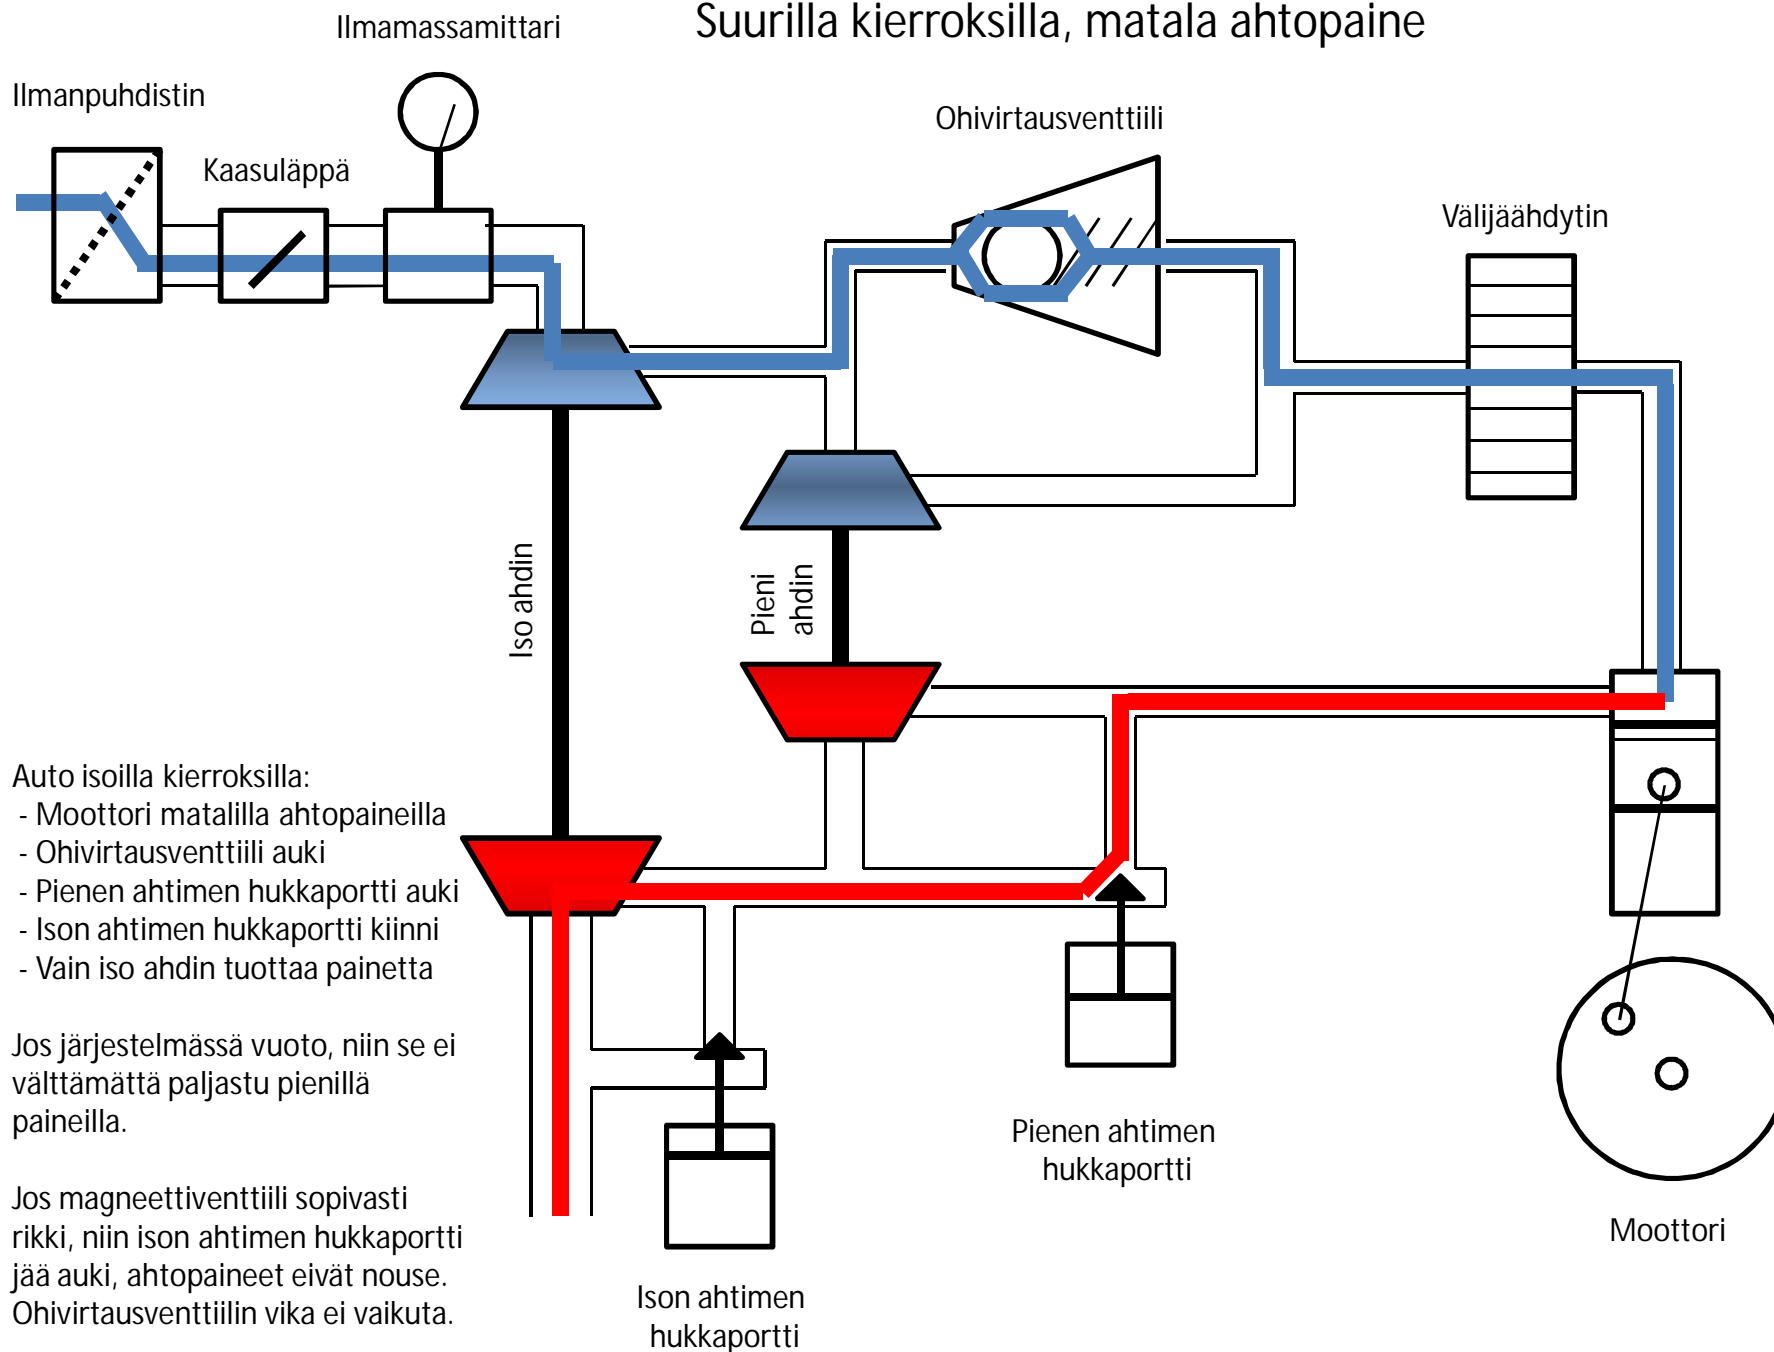 Suurilla kierroksilla, matala ahtopaine
Ilmamassamittari
Ilmanpuhdistin
Kaasuläppä
Ohivirtausventtiili
Välijäähdytin
Iso ahdin
Pieni
ahdin
Auto isoilla kierroksilla:
- Moottori matalilla ahtopaineilla
- Ohivirtausventtiili auki
- Pienen ahtimen hukkaportti auki
- Ison ahtimen hukkaportti kiinni
- Vain iso ahdin tuottaa painetta
Jos järjestelmässä vuoto, niin se ei
välttämättä paljastu pienillä
paineilla.
Jos magneettiventtiili sopivasti
rikki, niin ison ahtimen hukkaportti
jää auki, ahtopaineet eivät nouse.
Ohivirtausventtiilin vika ei vaikuta.
Pienen ahtimen
hukkaportti
Ison ahtimen
hukkaportti
Moottori